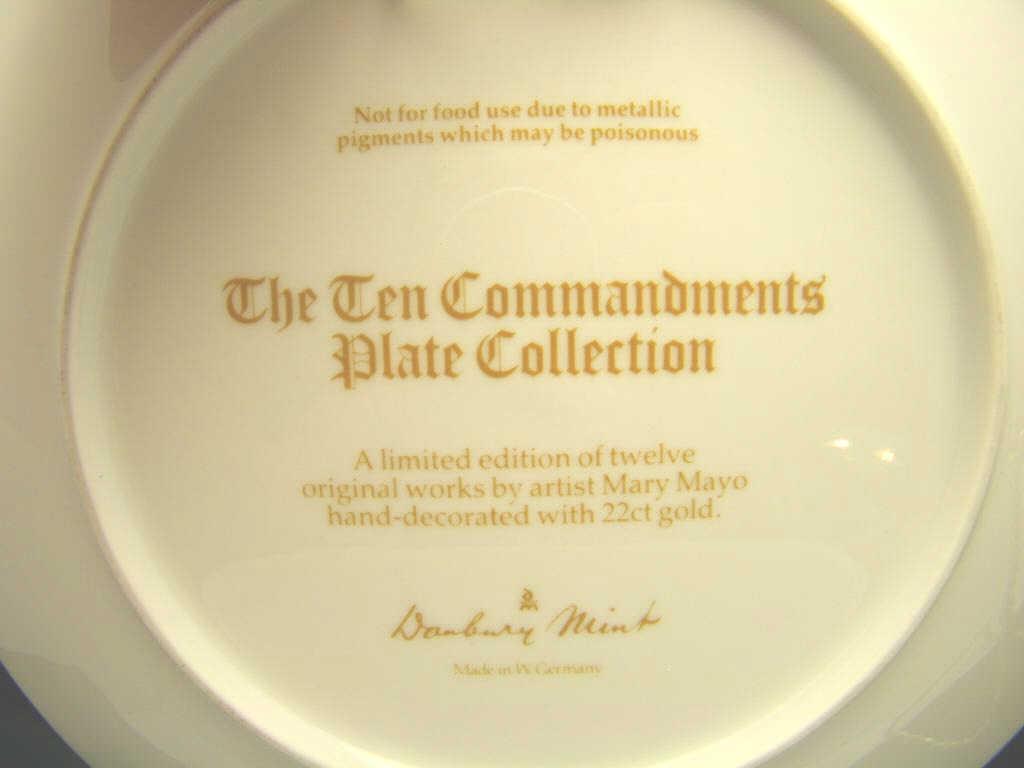 Not for food use due to metallic
pigments which may be poisonous
The Ten Commandments
Plate Collection
A limited edition of twelve
original works by artist Mary Mayo
hand-decorated with 22ct gold.
DM
Danbury Mint
Made in W. Germany